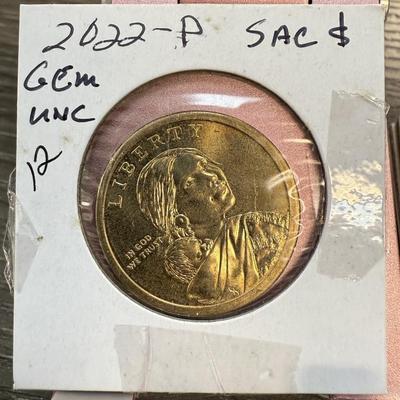 2022-P SAC $
GEM
UNC
12
LIBERTY
IN GOD
WE TRUST